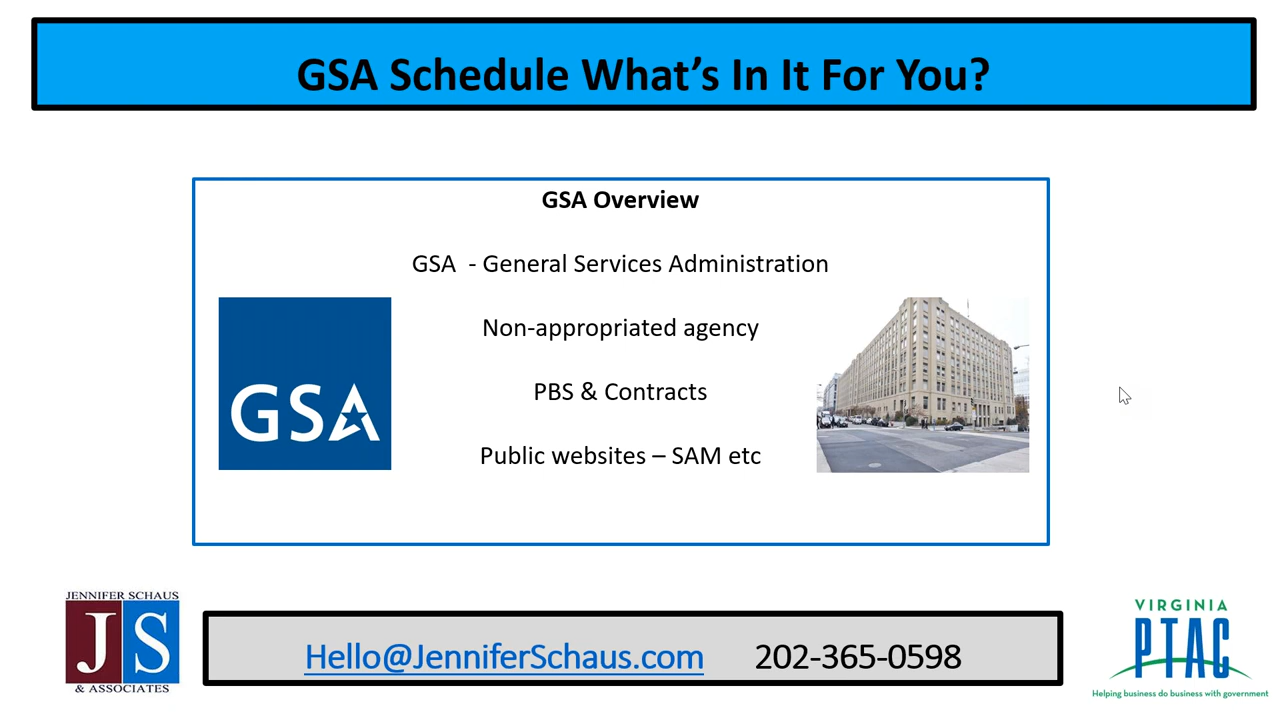 GSA Schedule What's In It For You?
GSA Overview
GSA  - General Services Administration
Non-appropriated agency
PBS & Contracts
Public websites – SAM etc
GSA
JENNIFER SCHAUS
JS
& ASSOCIATES
Hello@JenniferSchaus.com 202-365-0598
VIRGINIA
PTAC
Helping business do business with government